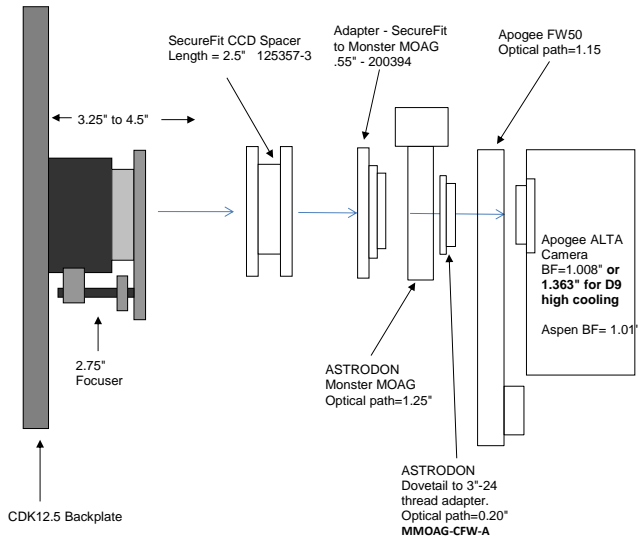 SecureFit CCD Spacer
Length = 2.5"   125357-3
Adapter - SecureFit
to Monster MOAG
.55" - 200394
Apogee FW50
Optical path=1.15
3.25" to 4.5"
Apogee ALTA
Camera
BF=1.008" or
1.363" for D9
high cooling
Aspen BF= 1.01"
2.75"
Focuser
ASTRODON
Monster MOAG
Optical path=1.25"
ASTRODON
Dovetail to 3"-24
thread adapter.
Optical path=0.20"
MMOAG-CFW-A
CDK12.5 Backplate